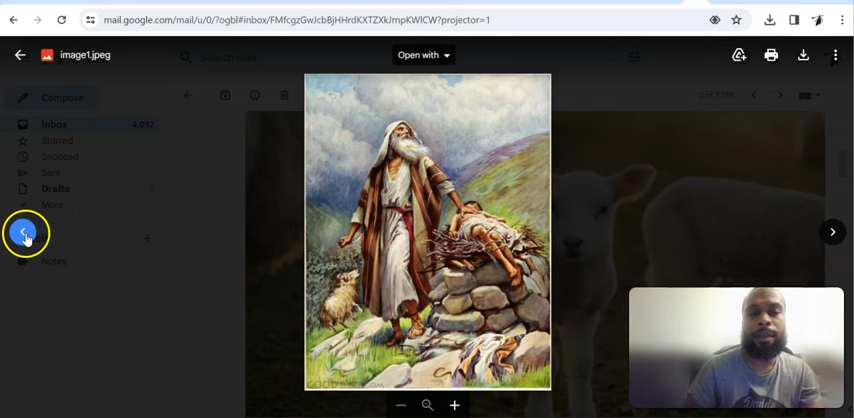 mail.google.com/mail/u/0/?ogbl#inbox/FMfcgzGwJcbBjHHrdKXTZXkJrnpKWlCW?projector=1
image1.jpeg
Open with
Compose
Inbox 4,092
Starred
Snoozed
Sent
Drafts
More
Notes